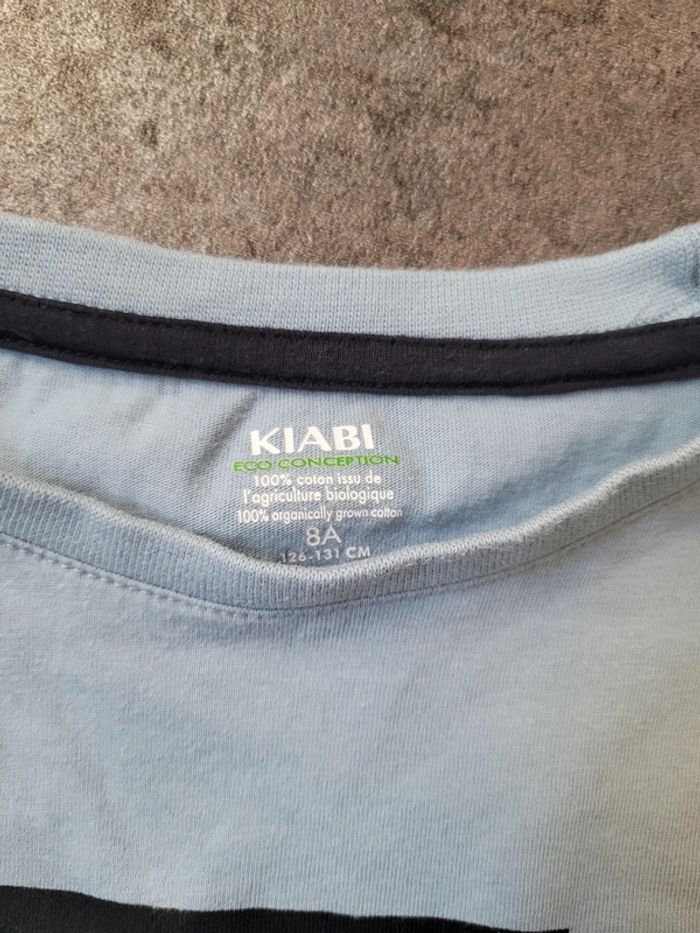 KIABI
ECO CONCEPTION
100% coton issu de
l'agriculture biologique
100% organically grown cotton
8A
126-131 CM